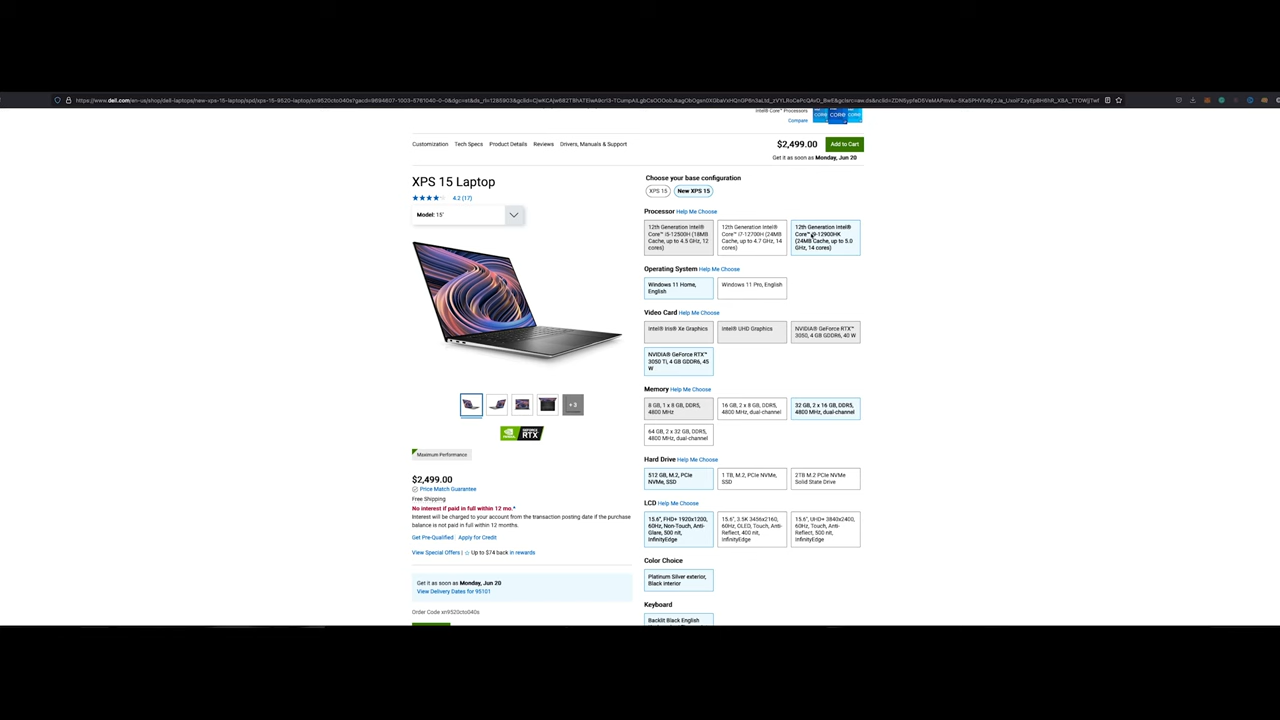 Intel® Core™ Processors
Compare
Customization
Tech Specs
Product Details
Reviews
Drivers, Manuals & Support
$2,499.00
Add to Cart
Get it as soon as Monday, Jun 20
XPS 15 Laptop
4.2 (17)
Model: 15"
Maximum Performance
$2,499.00
Price Match Guarantee
Free Shipping
No interest if paid in full within 12 mo.*
Interest will be charged to your account from the transaction posting date if the purchase
balance is not paid in full within 12 months.
Get Pre-Qualified
Apply for Credit
View Special Offers |
Up to $74 back in rewards
Get it as soon as Monday, Jun 20
View Delivery Dates for 95101
Order Code xn9520cto040s
+ 3
GEFORCE
RTX
Choose your base configuration
XPS 15
New XPS 15
Processor Help Me Choose
12th Generation Intel®
Core™ i5-12500H (18MB
Cache, up to 4.5 GHz, 12
cores)
12th Generation Intel®
Core™ i7-12700H (24MB
Cache, up to 4.7 GHz, 14
cores)
12th Generation Intel®
Core™ i9-12900HK
(24MB Cache, up to 5.0
GHz, 14 cores)
Operating System Help Me Choose
Windows 11 Home,
English
Windows 11 Pro, English
Video Card Help Me Choose
Intel® Iris® Xe Graphics
Intel® UHD Graphics
NVIDIA® GeForce RTX™
3050, 4 GB GDDR6, 40 W
NVIDIA® GeForce RTX™
3050 Ti, 4 GB GDDR6, 45
W
Memory Help Me Choose
8 GB, 1 x 8 GB, DDR5,
4800 MHz
16 GB, 2 x 8 GB, DDR5,
4800 MHz, dual-channel
32 GB, 2 x 16 GB, DDR5,
4800 MHz, dual-channel
64 GB, 2 x 32 GB, DDR5,
4800 MHz, dual-channel
Hard Drive Help Me Choose
512 GB, M.2, PCIe
NVMe, SSD
1 TB, M.2, PCIe NVMe,
SSD
2TB M.2 PCIe NVMe
Solid State Drive
LCD Help Me Choose
15.6", FHD+ 1920x1200,
60Hz, Non-Touch, Anti-
Glare, 500 nit,
InfinityEdge
15.6", 3.5K 3456x2160,
60Hz, OLED, Touch, Anti-
Reflect, 400 nit,
InfinityEdge
15.6", UHD+ 3840x2400,
60Hz, Touch, Anti-
Reflect, 500 nit,
InfinityEdge
Color Choice
Platinum Silver exterior,
Black interior
Keyboard
Backlit Black English